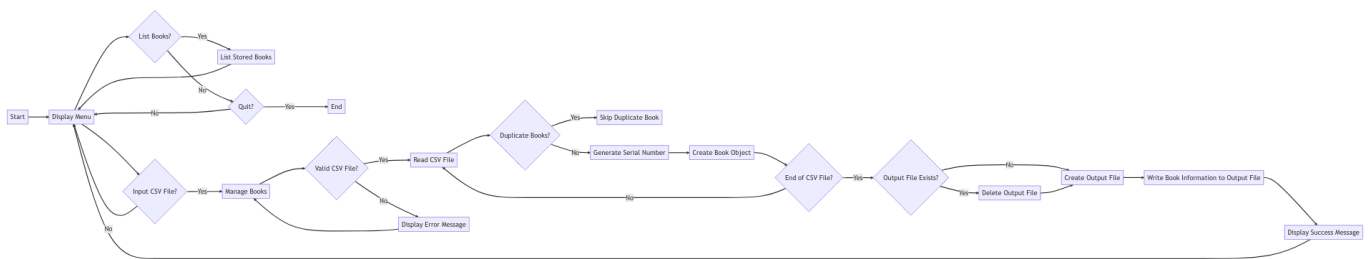 List Books?
Yes
List Stored Books
No
Quit?
Yes
End
Start
Display Menu
No
Input CSV File?
Yes
Manage Books
Valid CSV File?
Yes
Read CSV File
No
Display Error Message
Duplicate Books?
Yes
Skip Duplicate Book
No
Generate Serial Number
Create Book Object
End of CSV File?
Yes
No
Output File Exists?
No
Yes
Delete Output File
Create Output File
Write Book Information to Output File
Display Success Message
No